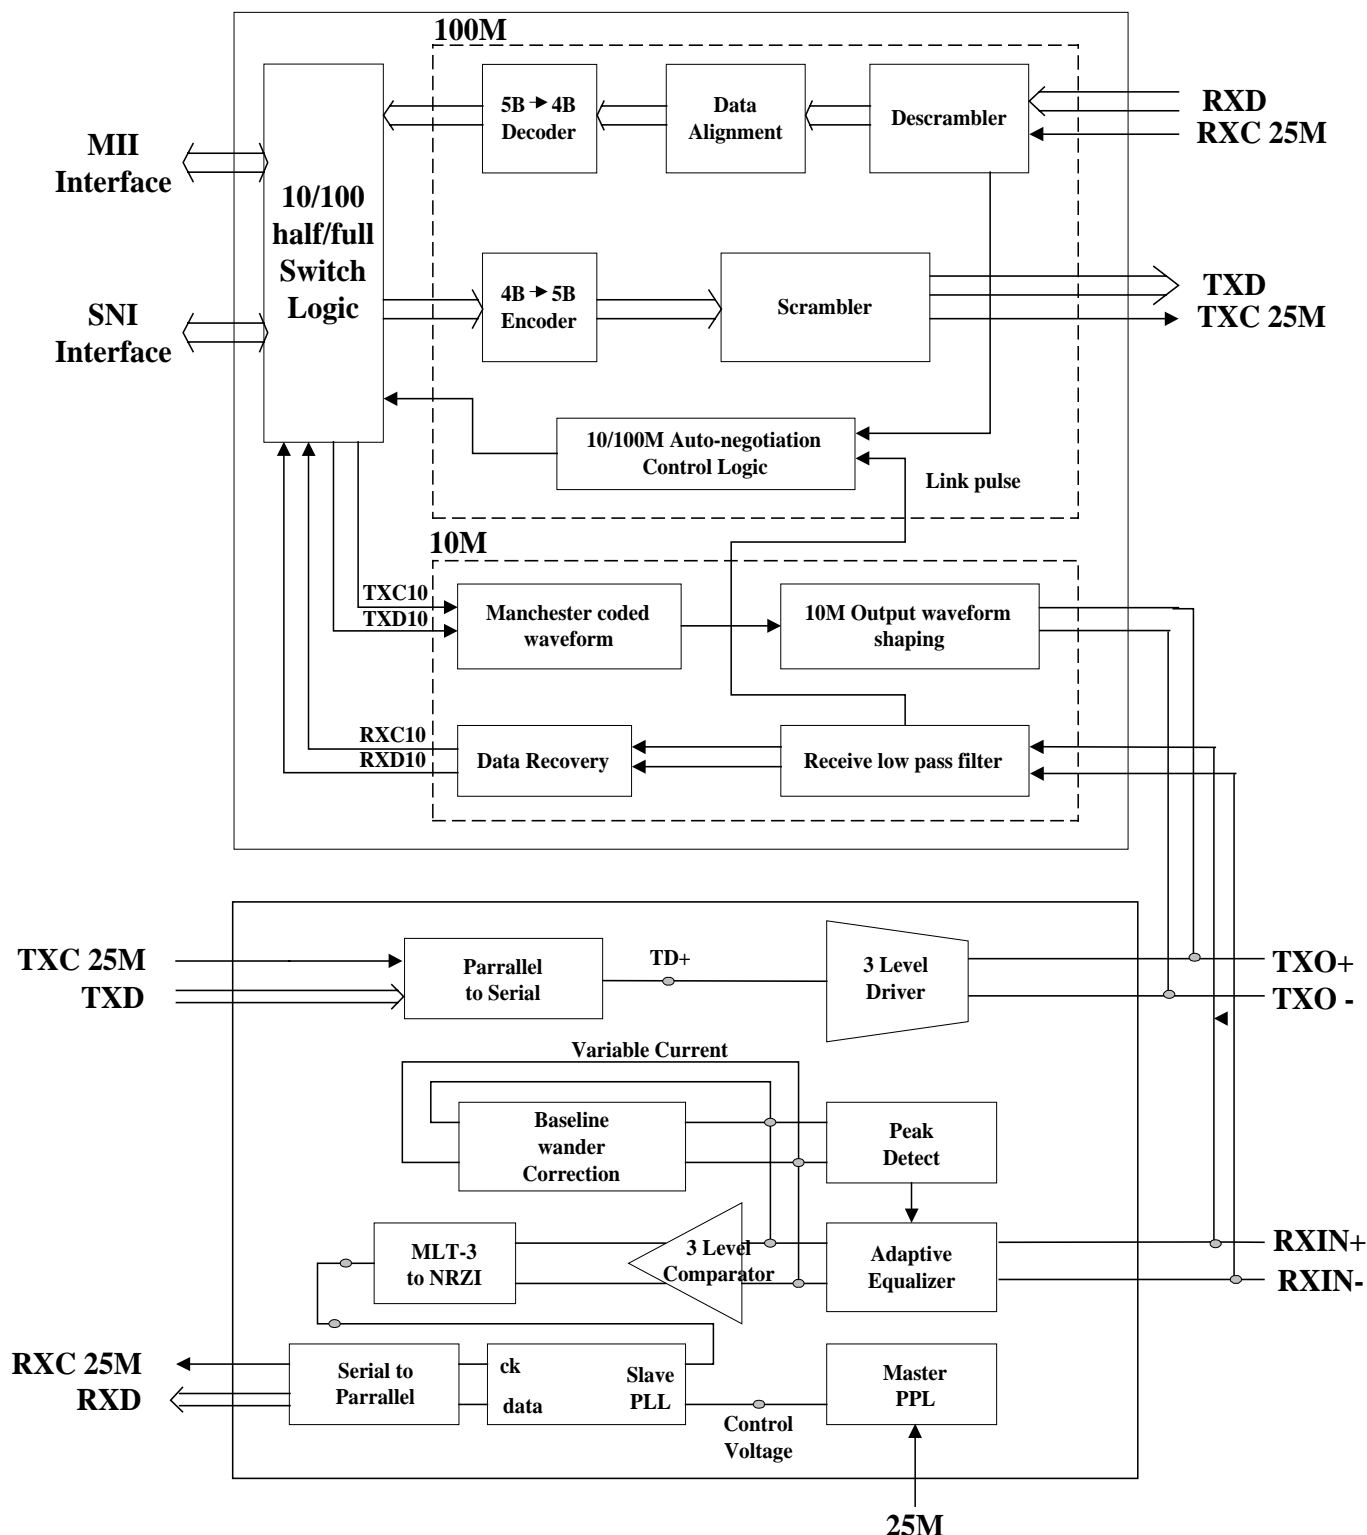 100M
5B → 4B
Decoder
Data
Alignment
Descrambler
RXD
RXC 25M
MII
Interface
10/100
half/full
Switch
Logic
SNI
Interface
4B → 5B
Encoder
Scrambler
TXD
TXC 25M
10/100M Auto-negotiation
Control Logic
Link pulse
10M
TXC10
TXD10
Manchester coded
waveform
10M Output waveform
shaping
RXC10
RXD10
Data Recovery
Receive low pass filter
TXC 25M
TXD
Parrallel
to Serial
TD+
3 Level
Driver
TXO+
TXO -
Variable Current
Baseline
wander
Correction
Peak
Detect
MLT-3
to NRZI
3 Level
Comparator
Adaptive
Equalizer
RXIN+
RXIN-
RXC 25M
RXD
Serial to
Parrallel
ck
data
Slave
PLL
Control
Voltage
Master
PPL
25M